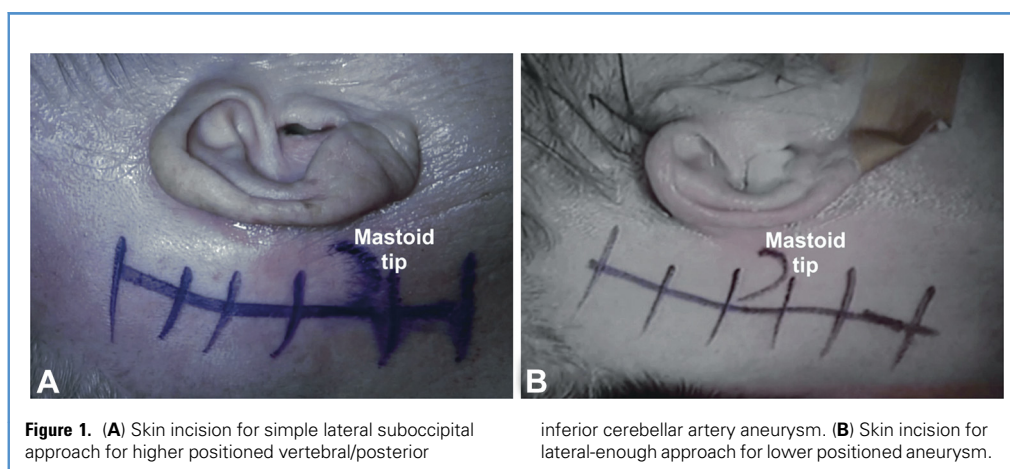 Mastoid
tip
A
Mastoid
tip
B
Figure 1. (A) Skin incision for simple lateral suboccipital
approach for higher positioned vertebral/posterior
inferior cerebellar artery aneurysm. (B) Skin incision for
lateral-enough approach for lower positioned aneurysm.